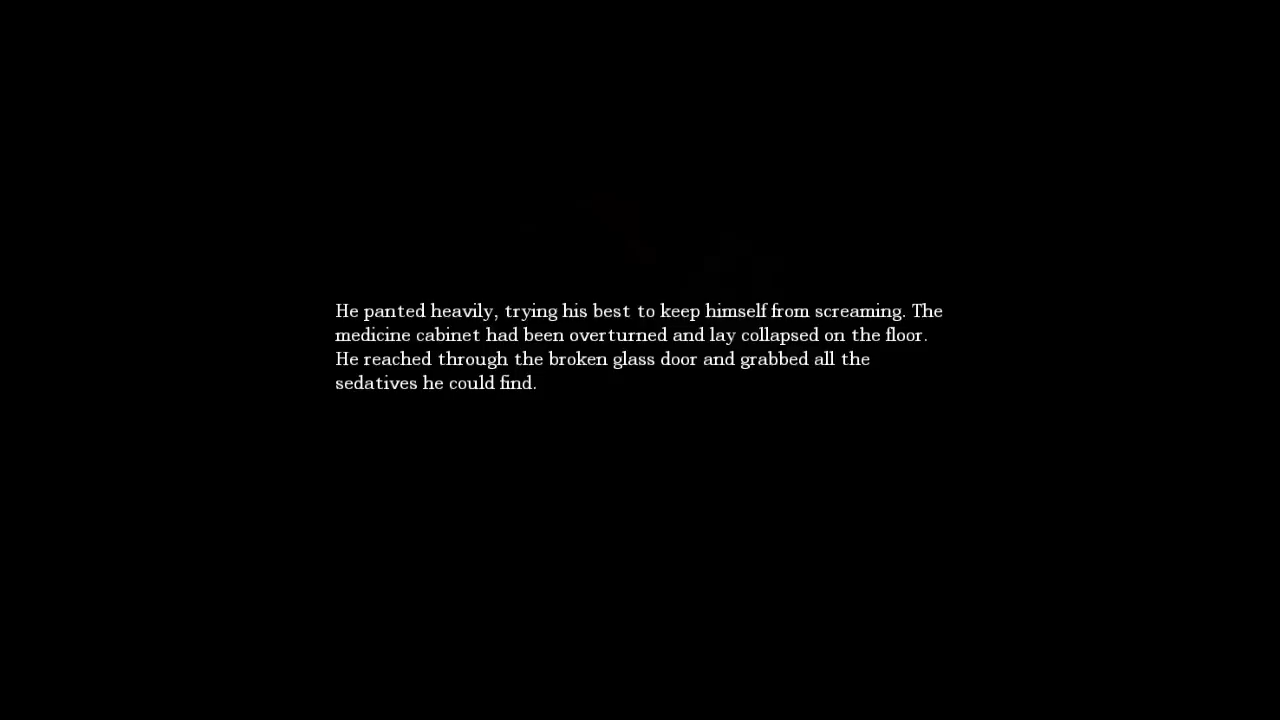 He panted heavily, trying his best to keep himself from screaming. The
medicine cabinet had been overturned and lay collapsed on the floor.
He reached through the broken glass door and grabbed all the
sedatives he could find.